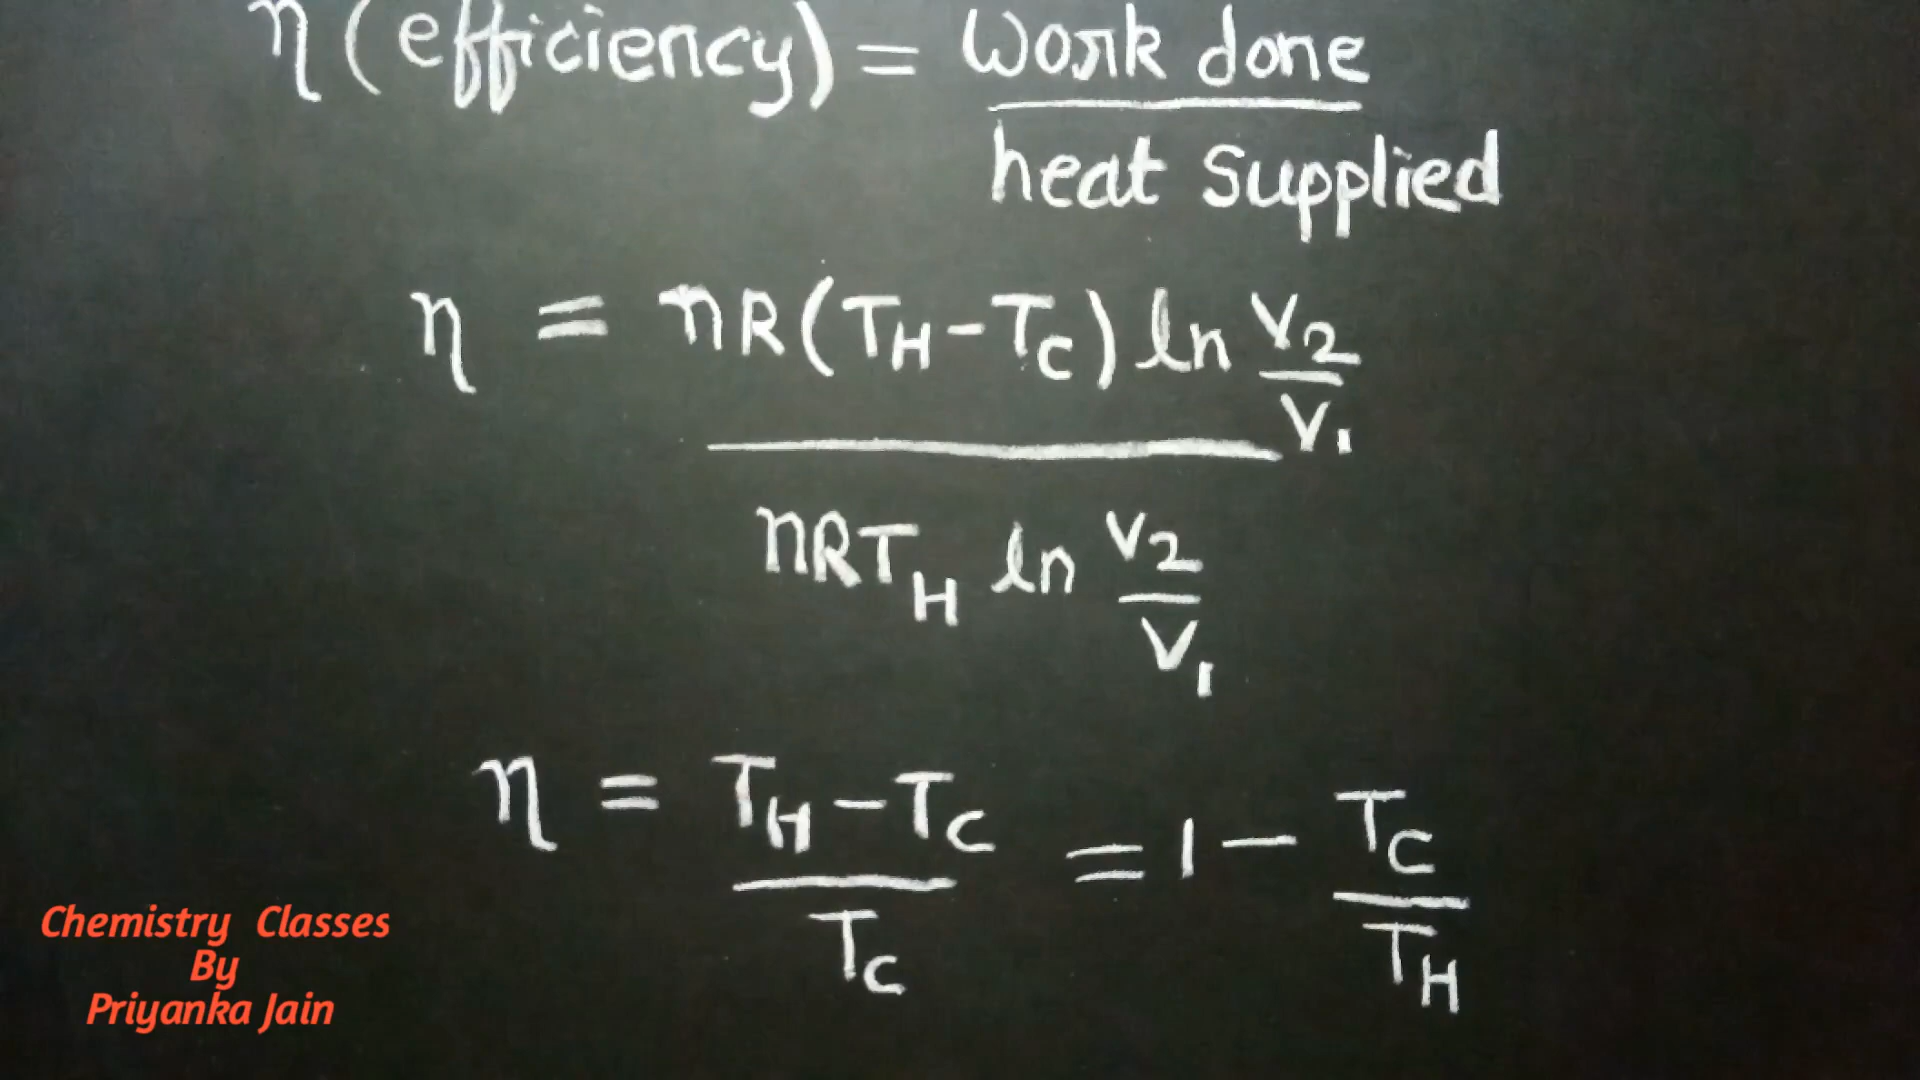 η (efficiency) = Work done
heat supplied
η = nR(TH-TC) ln V2
V1
nRTH ln V2
V1
η = TH-TC = 1 - TC
TC TH
Chemistry Classes
By
Priyanka Jain